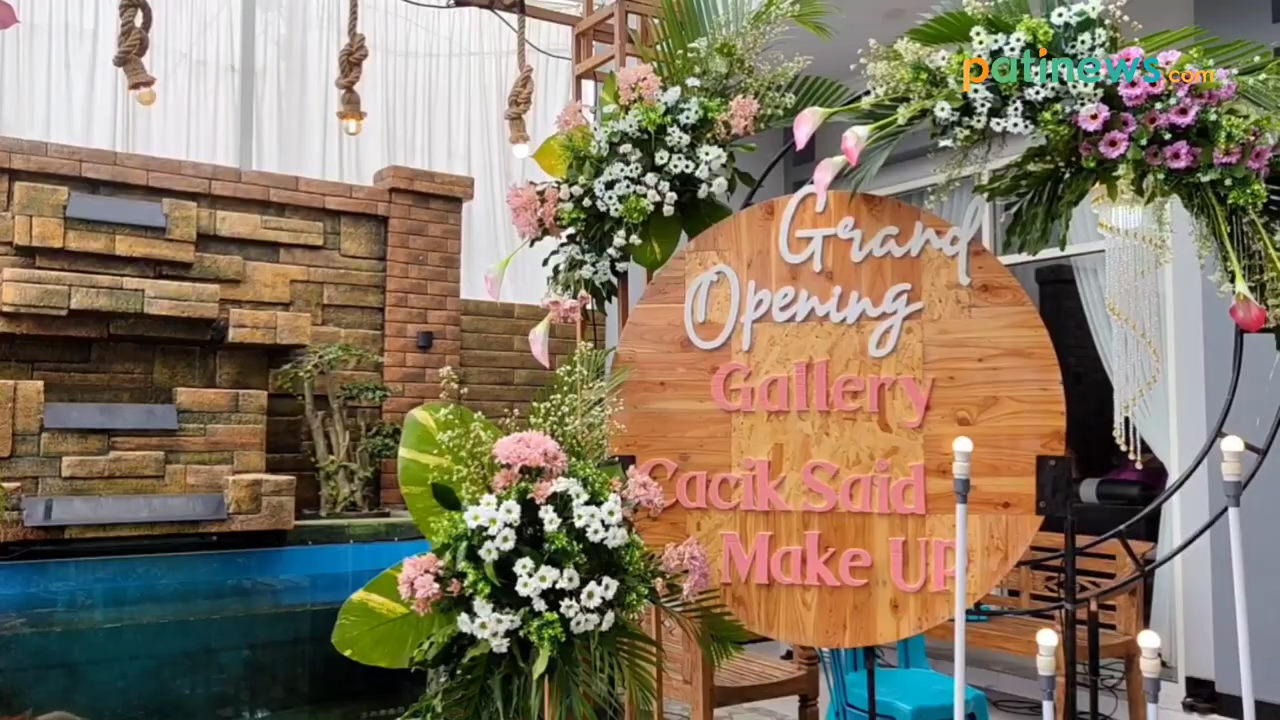 patinews.com
Grand
Opening
Gallery
Cacik Said
Make UP